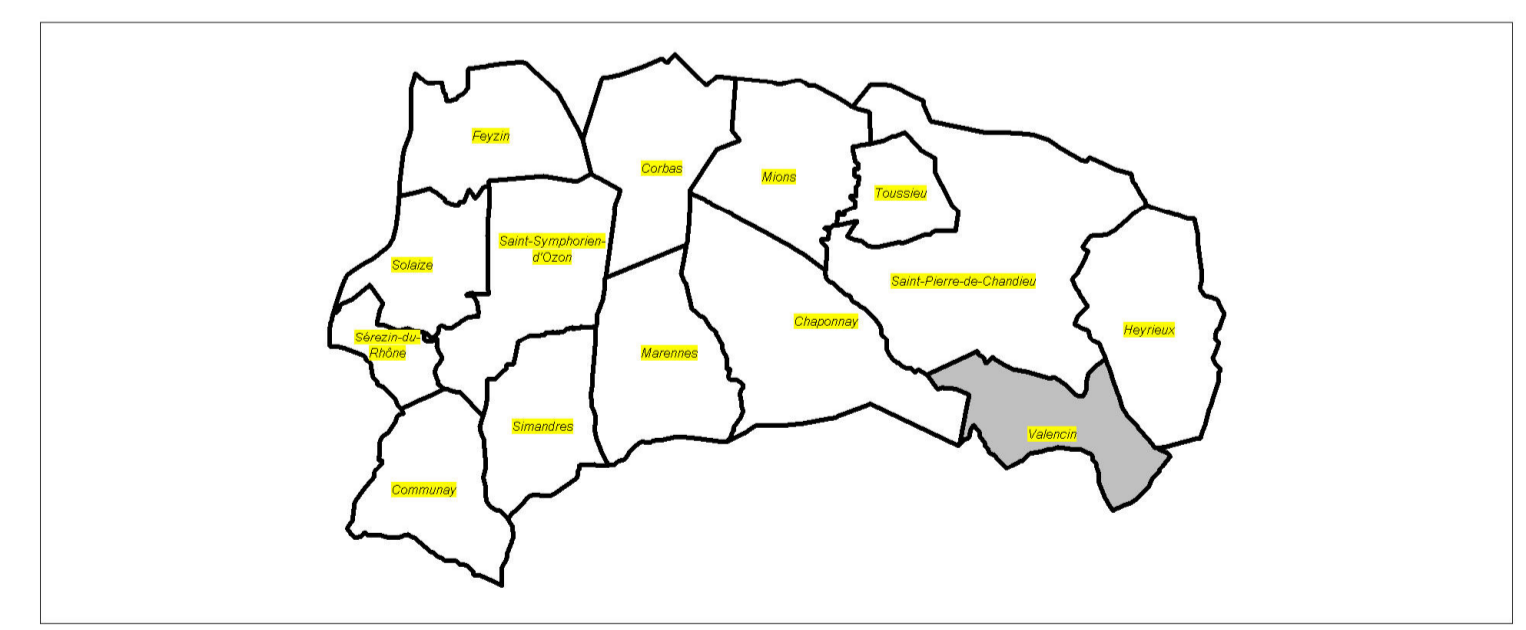 Feyzin
Corbas
Mions
Toussieu
Saint-Symphorien-
d'Ozon
Solaize
Saint-Pierre-de-Chandieu
Chaponnay
Heyrieux
Sérezin-du-
Rhône
Marennes
Simandres
Valencin
Communay